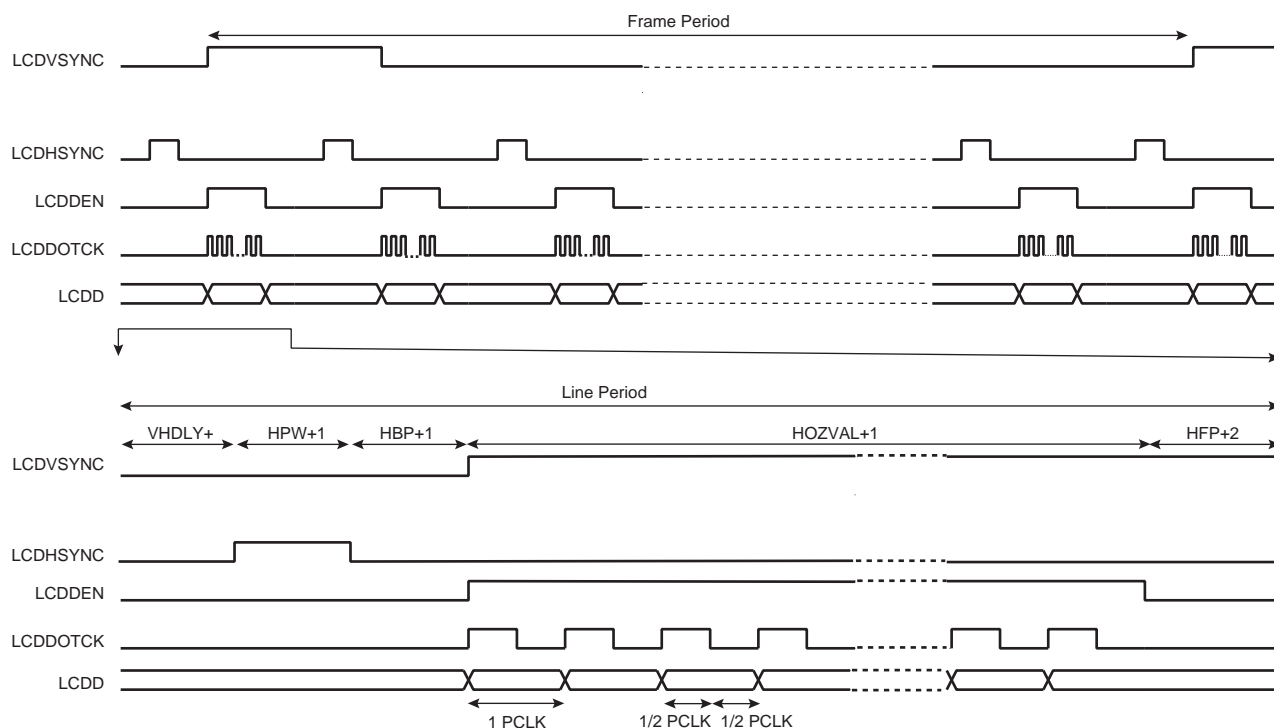 Frame Period
LCDVSYNC
LCDHSYNC
LCDDEN
LCDDOTCK
LCDD
Line Period
VHDLY+ HPW+1 HBP+1 HOZVAL+1 HFP+2
LCDVSYNC
LCDHSYNC
LCDDEN
LCDDOTCK
LCDD
1 PCLK 1/2 PCLK 1/2 PCLK